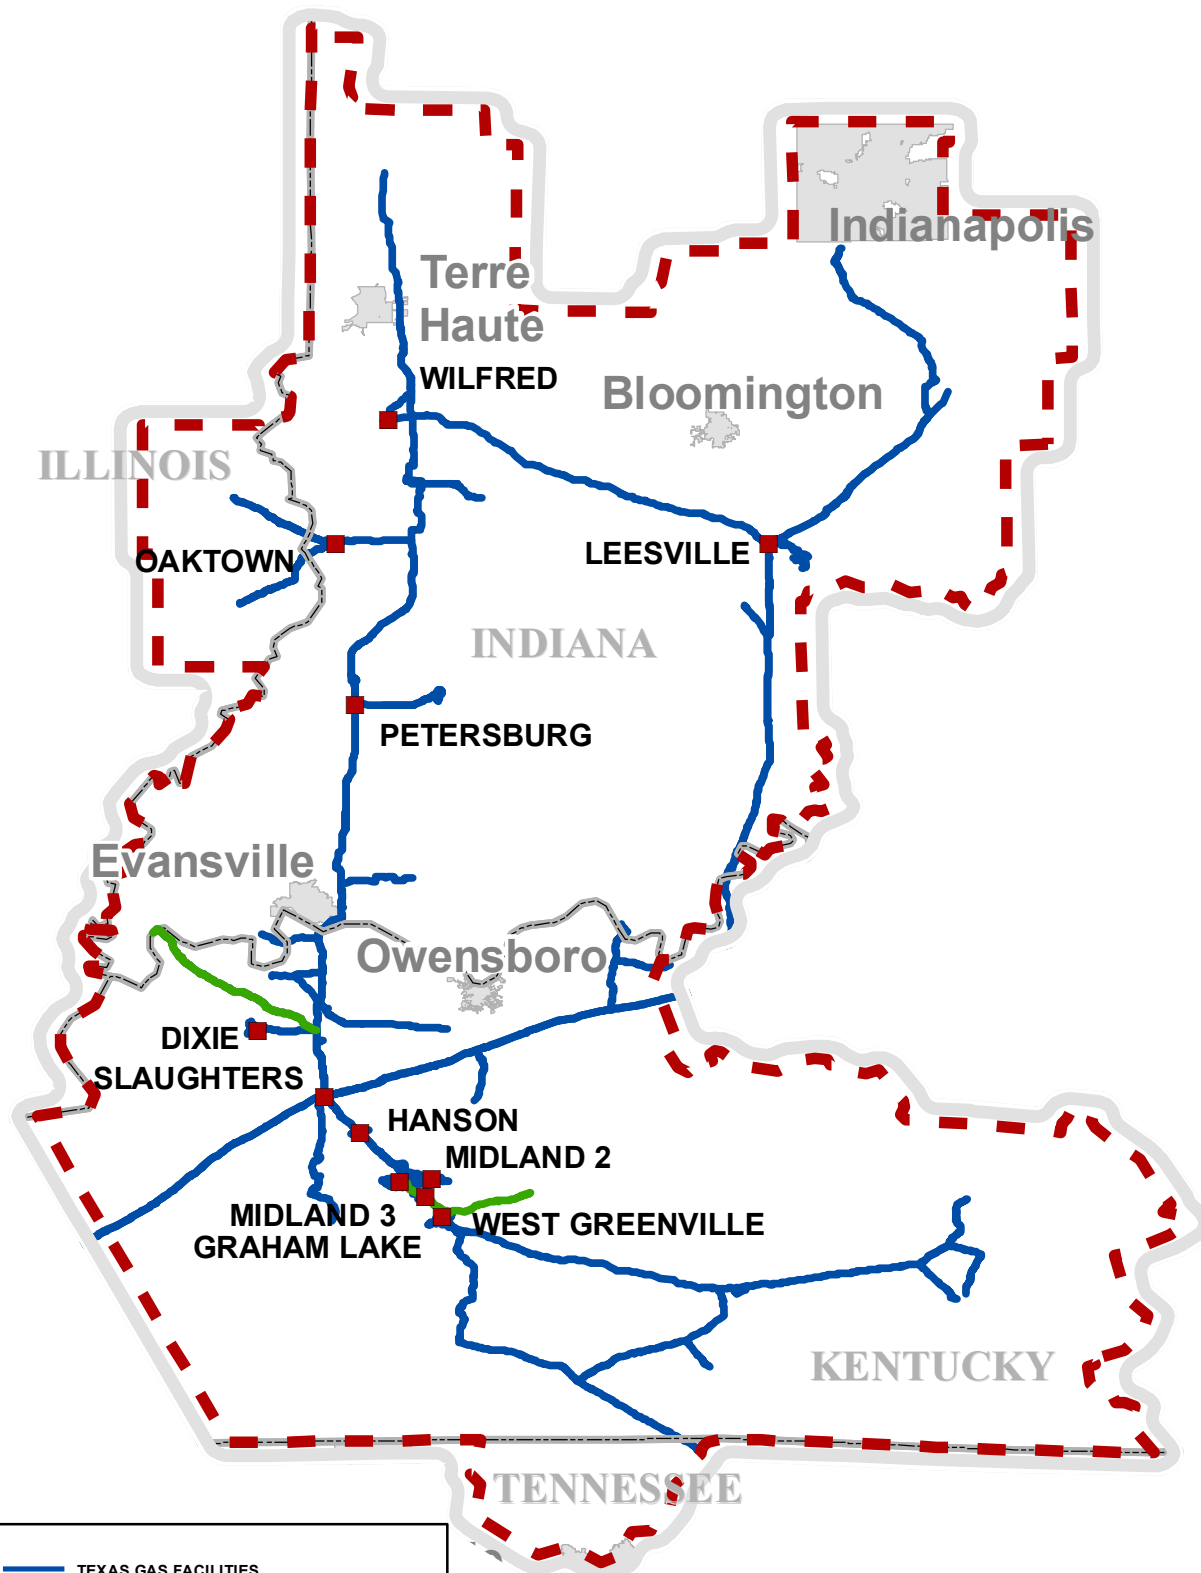 Indianapolis
Terre
Haute
WILFRED
Bloomington
ILLINOIS
OAKTOWN
LEESVILLE
INDIANA
PETERSBURG
Evansville
Owensboro
DIXIE
SLAUGHTERS
HANSON
MIDLAND 2
MIDLAND 3
WEST GREENVILLE
GRAHAM LAKE
KENTUCKY
TENNESSEE
TEXAS GAS FACILITIES